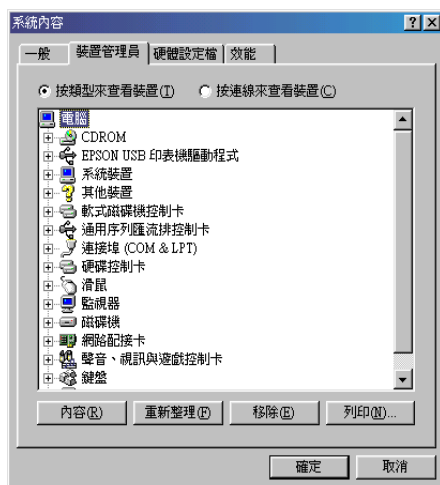 系統內容
一般 裝置管理員 硬體設定檔 效能
按類型來查看裝置(I) 按連線來查看裝置(C)
電腦
CDROM
EPSON USB 印表機驅動程式
系統裝置
其他裝置
軟式磁碟機控制卡
通用序列匯流排控制卡
連接埠 (COM & LPT)
硬碟控制卡
滑鼠
監視器
磁碟機
網路配接卡
聲音、視訊與遊戲控制卡
鍵盤
內容(R) 重新整理(F) 移除(E) 列印(N)...
確定 取消